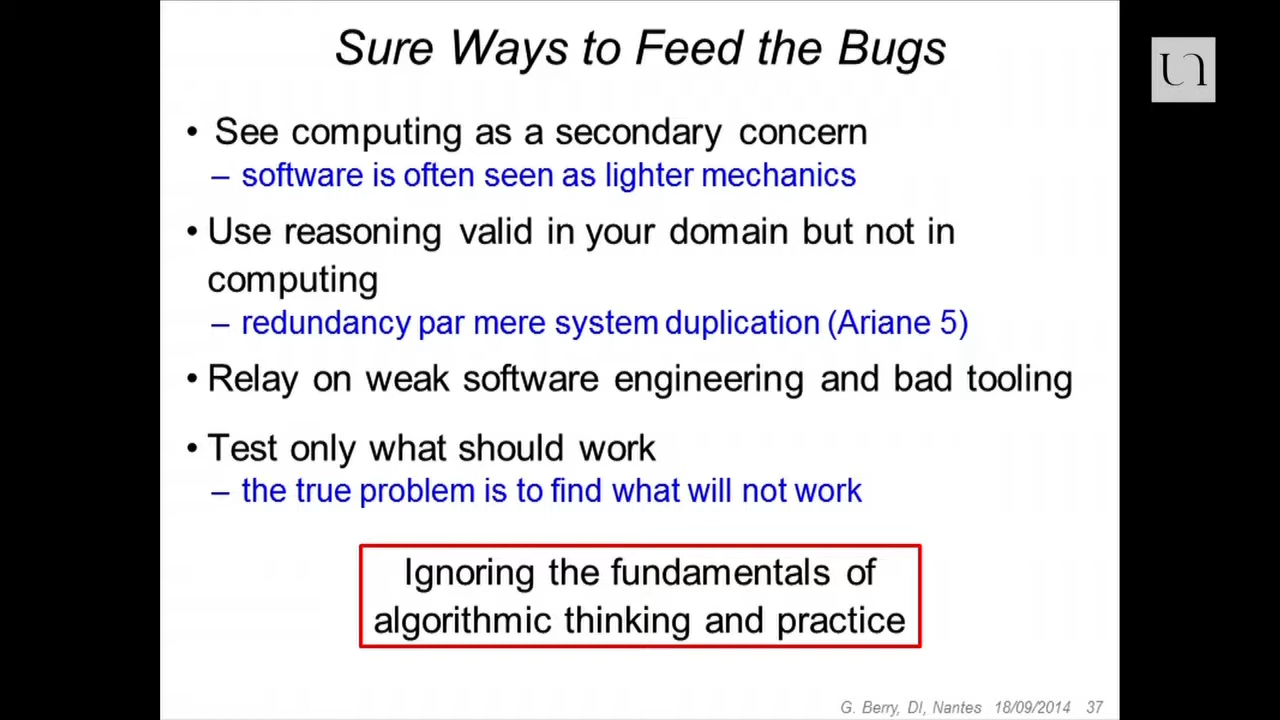 Sure Ways to Feed the Bugs
• See computing as a secondary concern
– software is often seen as lighter mechanics
• Use reasoning valid in your domain but not in
computing
– redundancy par mere system duplication (Ariane 5)
• Relay on weak software engineering and bad tooling
• Test only what should work
– the true problem is to find what will not work
Ignoring the fundamentals of
algorithmic thinking and practice
G. Berry, DI, Nantes 18/09/2014 37